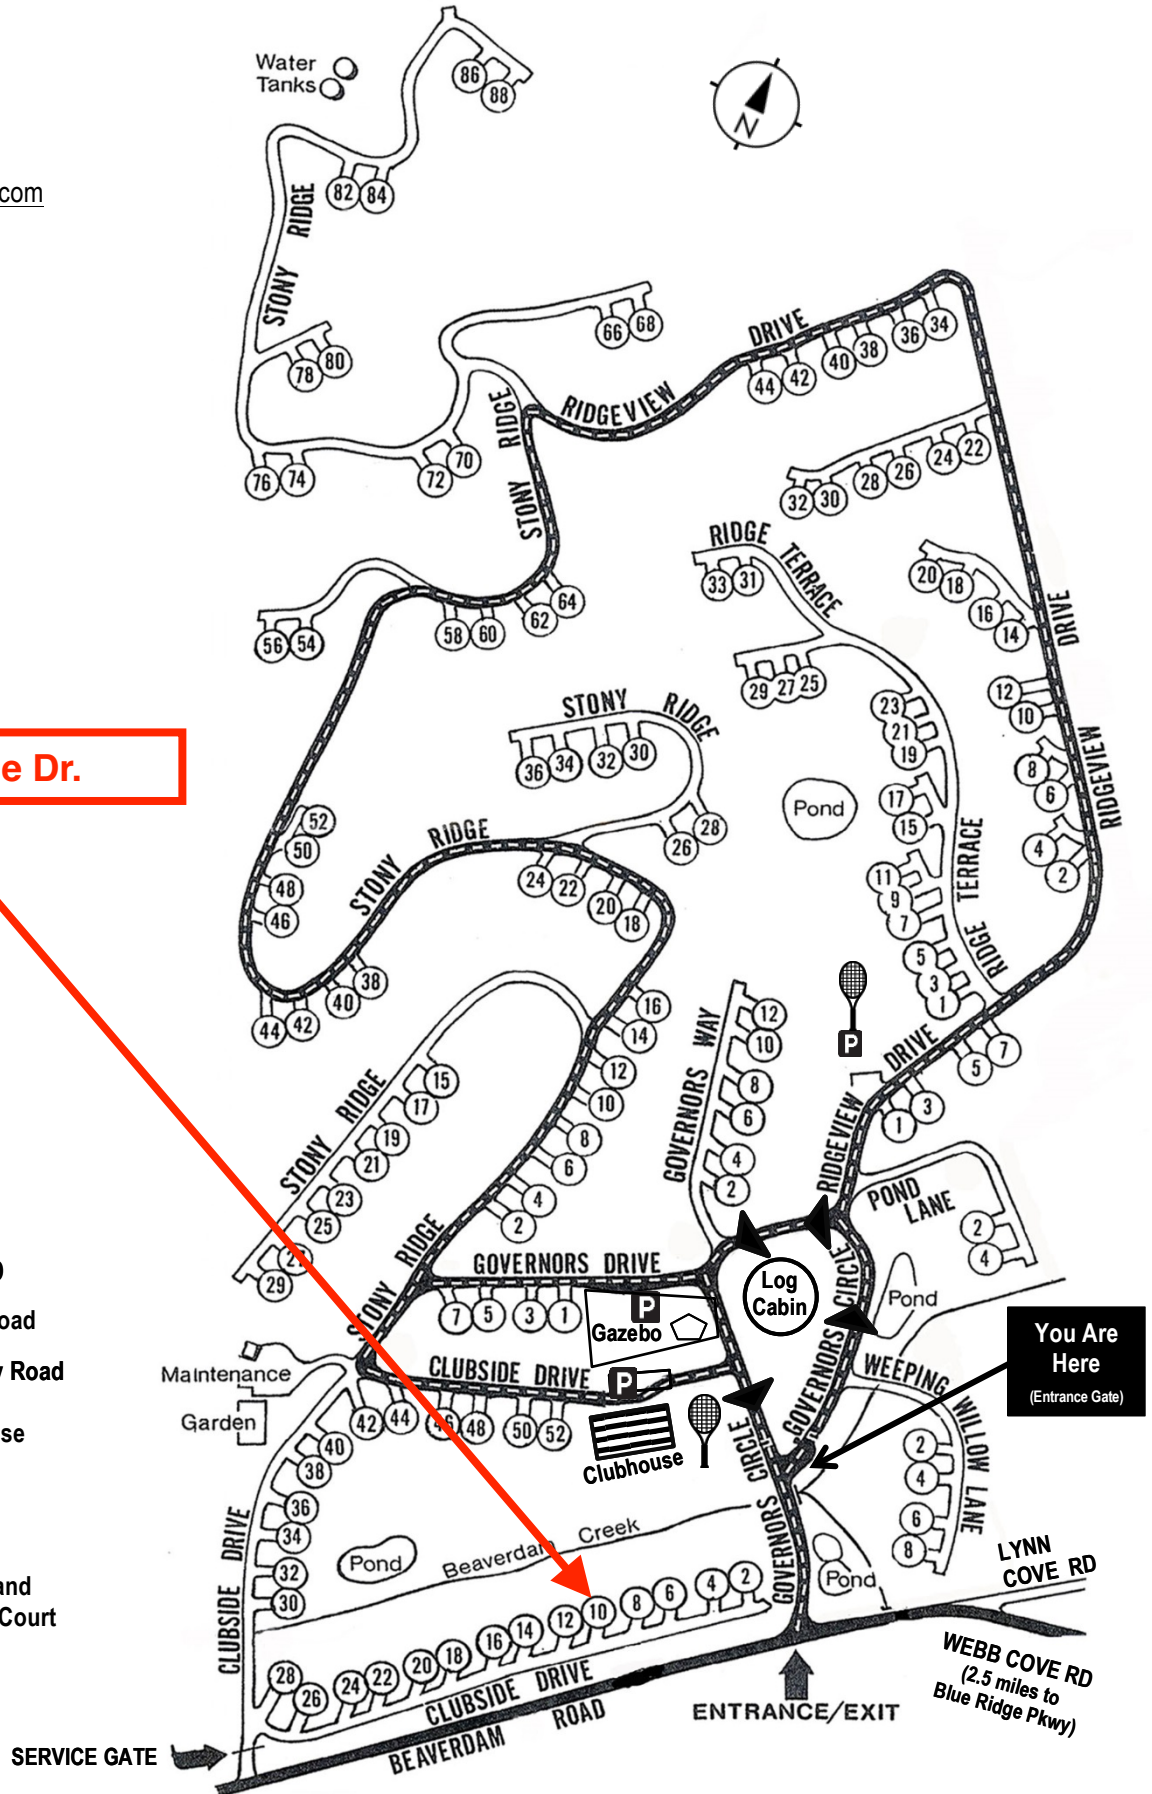 Water
Tanks
86
88
N
com
82
84
STONY RIDGE
80
78
66
68
RIDGEVIEW DRIVE
34
36
38
40
42
44
STONY RIDGE
70
72
74
76
22
24
26
28
30
32
RIDGE TERRACE
33
31
20
18
16
14
DRIVE
64
62
60
58
56
54
29
27
25
12
10
23
21
19
STONY RIDGE
36
34
32
30
28
26
e Dr.
Pond
17
15
8
6
RIDGEVIEW
4
2
52
50
48
46
STONY RIDGE
24
22
20
18
11
9
7
RIDGE TERRACE
5
3
1
38
40
42
44
16
14
12
10
8
6
4
2
P
GOVERNORS WAY
12
10
8
6
4
2
RIDGEVIEW DRIVE
7
5
3
1
STONY RIDGE
15
17
19
21
23
25
27
29
POND
LANE
2
4
STONY RIDGE
GOVERNORS DRIVE
7
5
3
1
P
Gazebo
Log
Cabin
GOVERNORS CIRCLE
Pond
oad
You Are
Here
(Entrance Gate)
Maintenance
CLUBSIDE DRIVE
P
WEEPING WILLOW LANE
y Road
Garden
42
44
46
48
50
52
Clubhouse
GOVERNORS CIRCLE
se
40
38
36
34
32
30
2
4
6
8
CLUBSIDE DRIVE
Pond
Beaverdam Creek
Pond
LYNN
COVE RD
and
Court
2
4
6
8
10
12
14
16
18
20
22
24
26
28
CLUBSIDE DRIVE
BEAVERDAM ROAD
ENTRANCE/EXIT
WEBB COVE RD
(2.5 miles to
Blue Ridge Pkwy)
SERVICE GATE